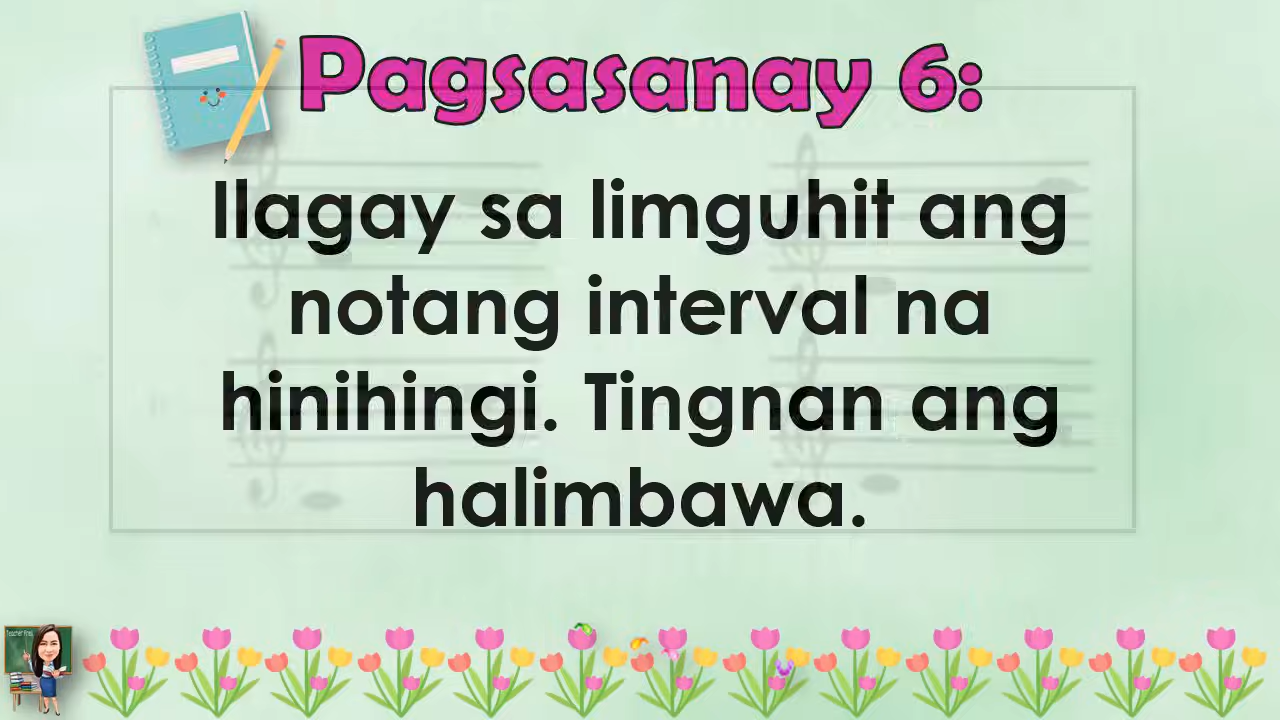 Pagsasanay 6:
Ilagay sa limguhit ang
notang interval na
hinihingi. Tingnan ang
halimbawa.